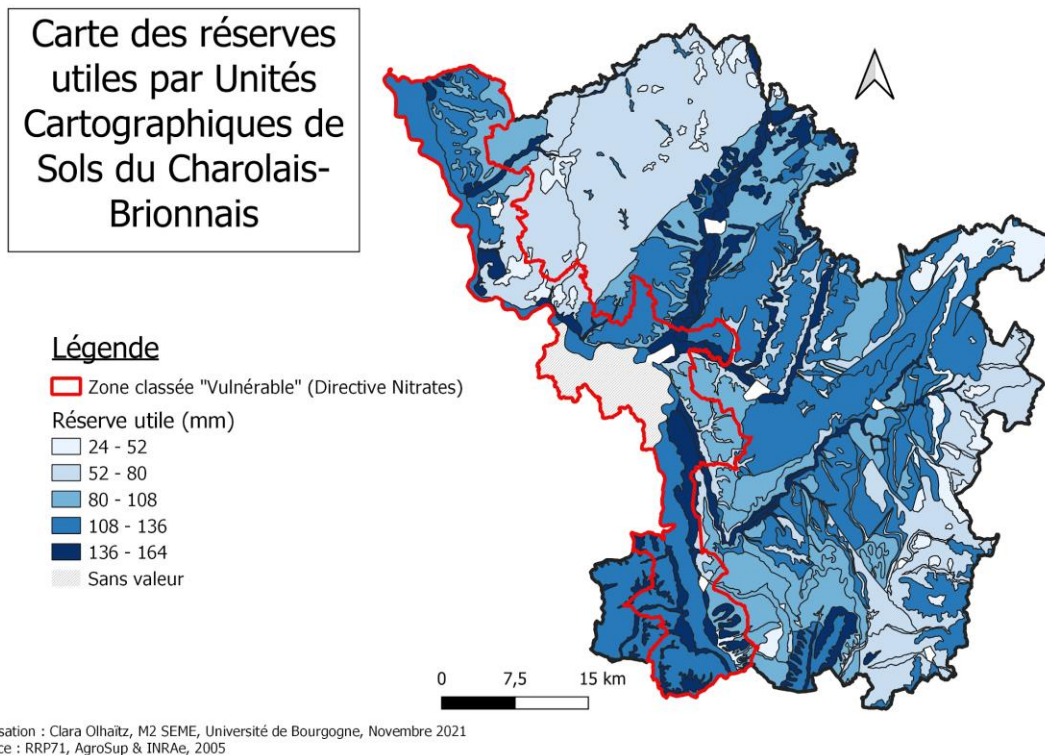 Carte des réserves
utiles par Unités
Cartographiques de
Sols du Charolais-
Brionnais
Légende
Zone classée "Vulnérable" (Directive Nitrates)
Réserve utile (mm)
24 - 52
52 - 80
80 - 108
108 - 136
136 - 164
Sans valeur
0 7,5 15 km
sation : Clara Olhaïtz, M2 SEME, Université de Bourgogne, Novembre 2021
ce : RRP71, AgroSup & INRAe, 2005